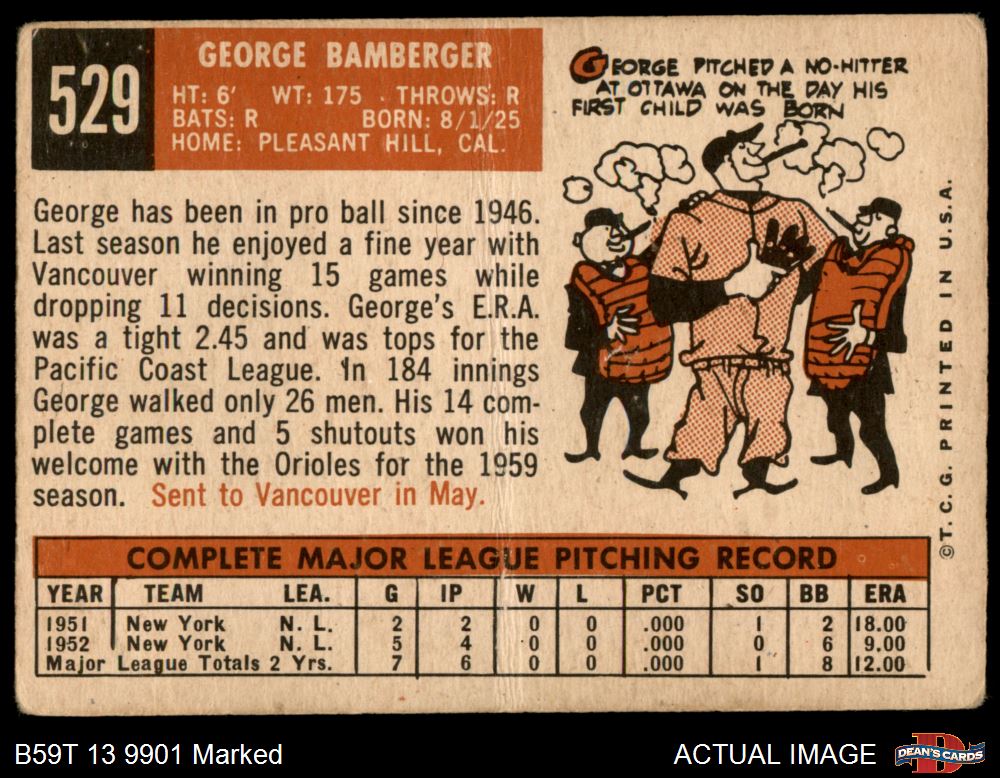 529
GEORGE BAMBERGER
HT: 6' WT: 175 . THROWS: R
BATS: R BORN: 8/1/25
HOME: PLEASANT HILL, CAL.
GEORGE PITCHED A NO-HITTER
AT OTTAWA ON THE DAY HIS
FIRST CHILD WAS BORN
George has been in pro ball since 1946.
Last season he enjoyed a fine year with
Vancouver winning 15 games while
dropping 11 decisions. George's E.R.A.
was a tight 2.45 and was tops for the
Pacific Coast League. In 184 innings
George walked only 26 men. His 14 com-
plete games and 5 shutouts won his
welcome with the Orioles for the 1959
season. Sent to Vancouver in May.
©T.C.G. PRINTED IN U.S.A.
COMPLETE MAJOR LEAGUE PITCHING RECORD
YEAR TEAM LEA. G IP W L PCT SO BB ERA
1951 New York N. L. 2 2 0 0 .000 1 2 18.00
1952 New York N. L. 5 4 0 0 .000 0 6 9.00
Major League Totals 2 Yrs. 7 6 0 0 .000 1 8 12.00
B59T 13 9901 Marked
ACTUAL IMAGE
DEAN'S CARDS